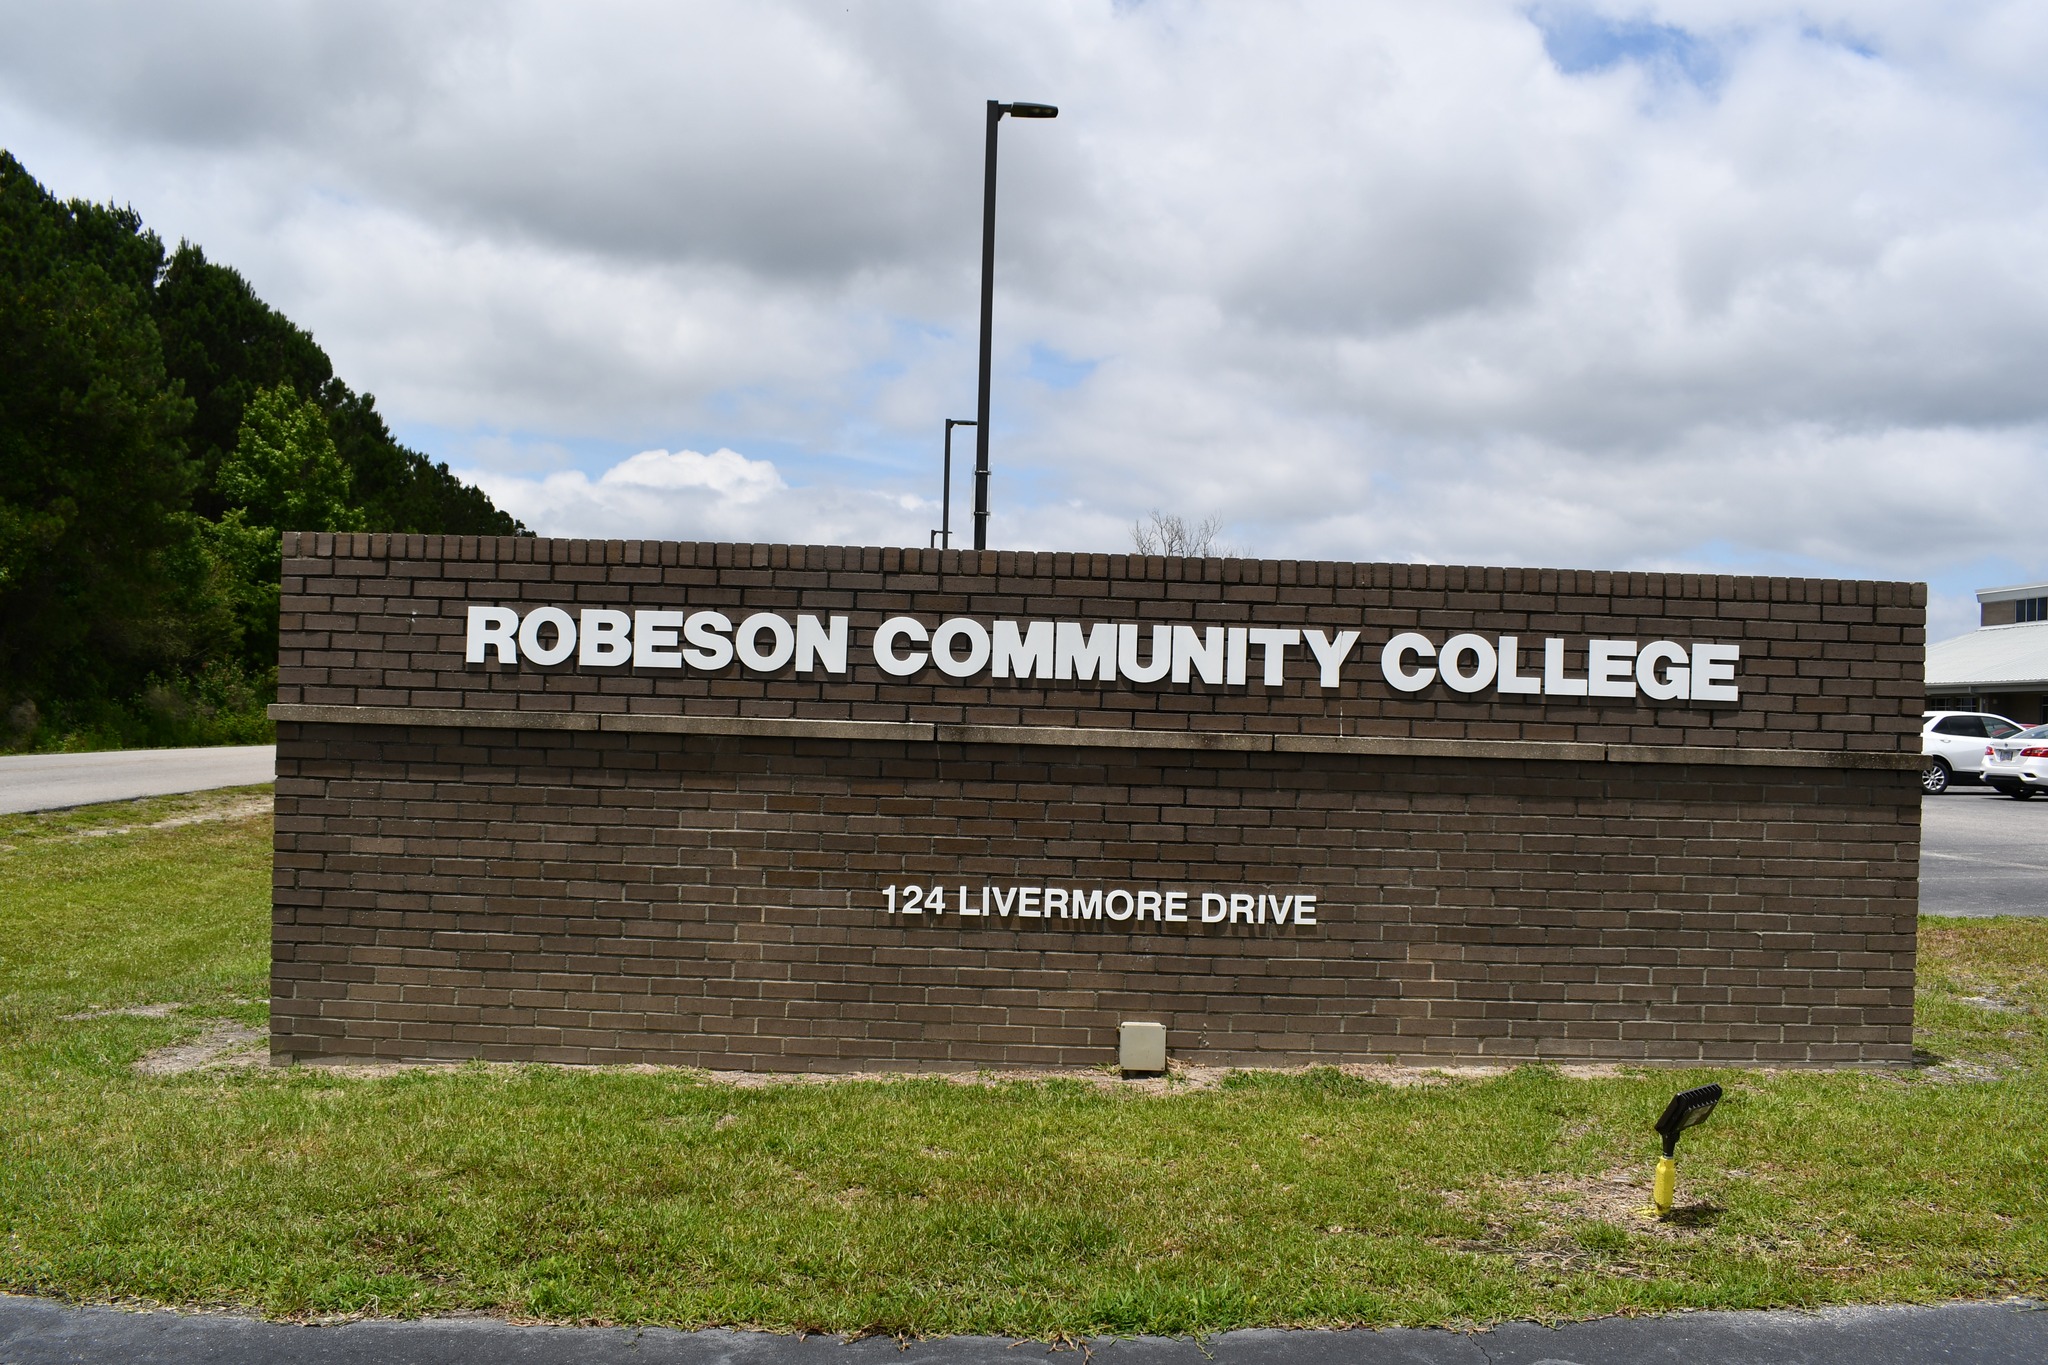 ROBESON COMMUNITY COLLEGE
124 LIVERMORE DRIVE